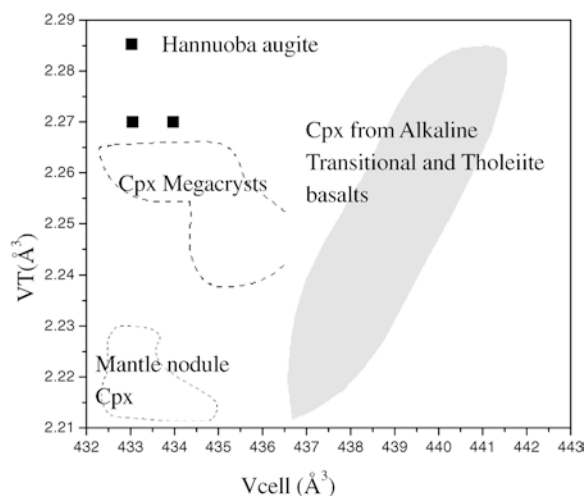 2.29
2.28
2.27
2.26
2.25
2.24
2.23
2.22
2.21
VT(Å³)
Hannuoba augite
Cpx Megacrysts
Cpx from Alkaline
Transitional and Tholeiite
basalts
Mantle nodule
Cpx
432 433 434 435 436 437 438 439 440 441 442 443
Vcell (Å³)